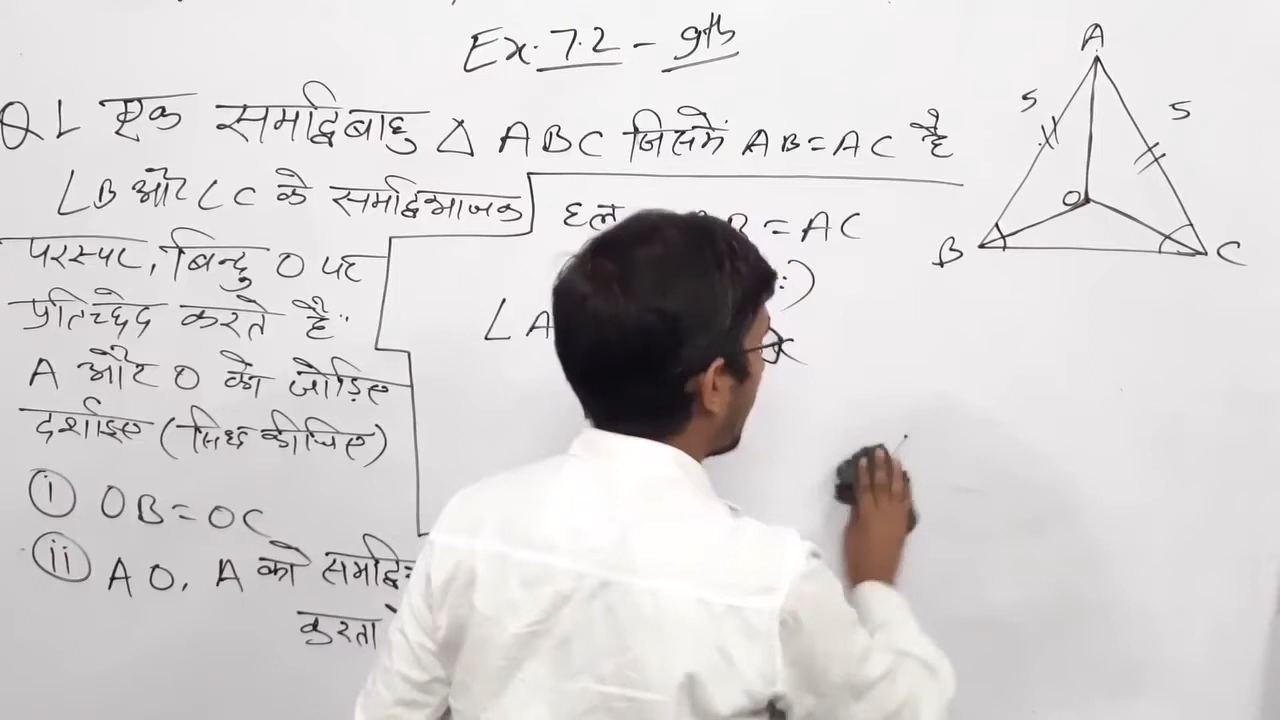 Ex. 7.2 - 9th
Q1 एक समद्विबाहु △ ABC जिसमें AB = AC है
∠B और ∠C के समद्विभाजक
परस्पर, बिन्दु O पर
प्रतिच्छेद करते है।
A और O को जोड़िए
दर्शाइए (सिध्द कीजिए)
(i) OB = OC
(ii) AO, A को समद्वि
करता
हल = AC
∠A
A
5 5
O
B C